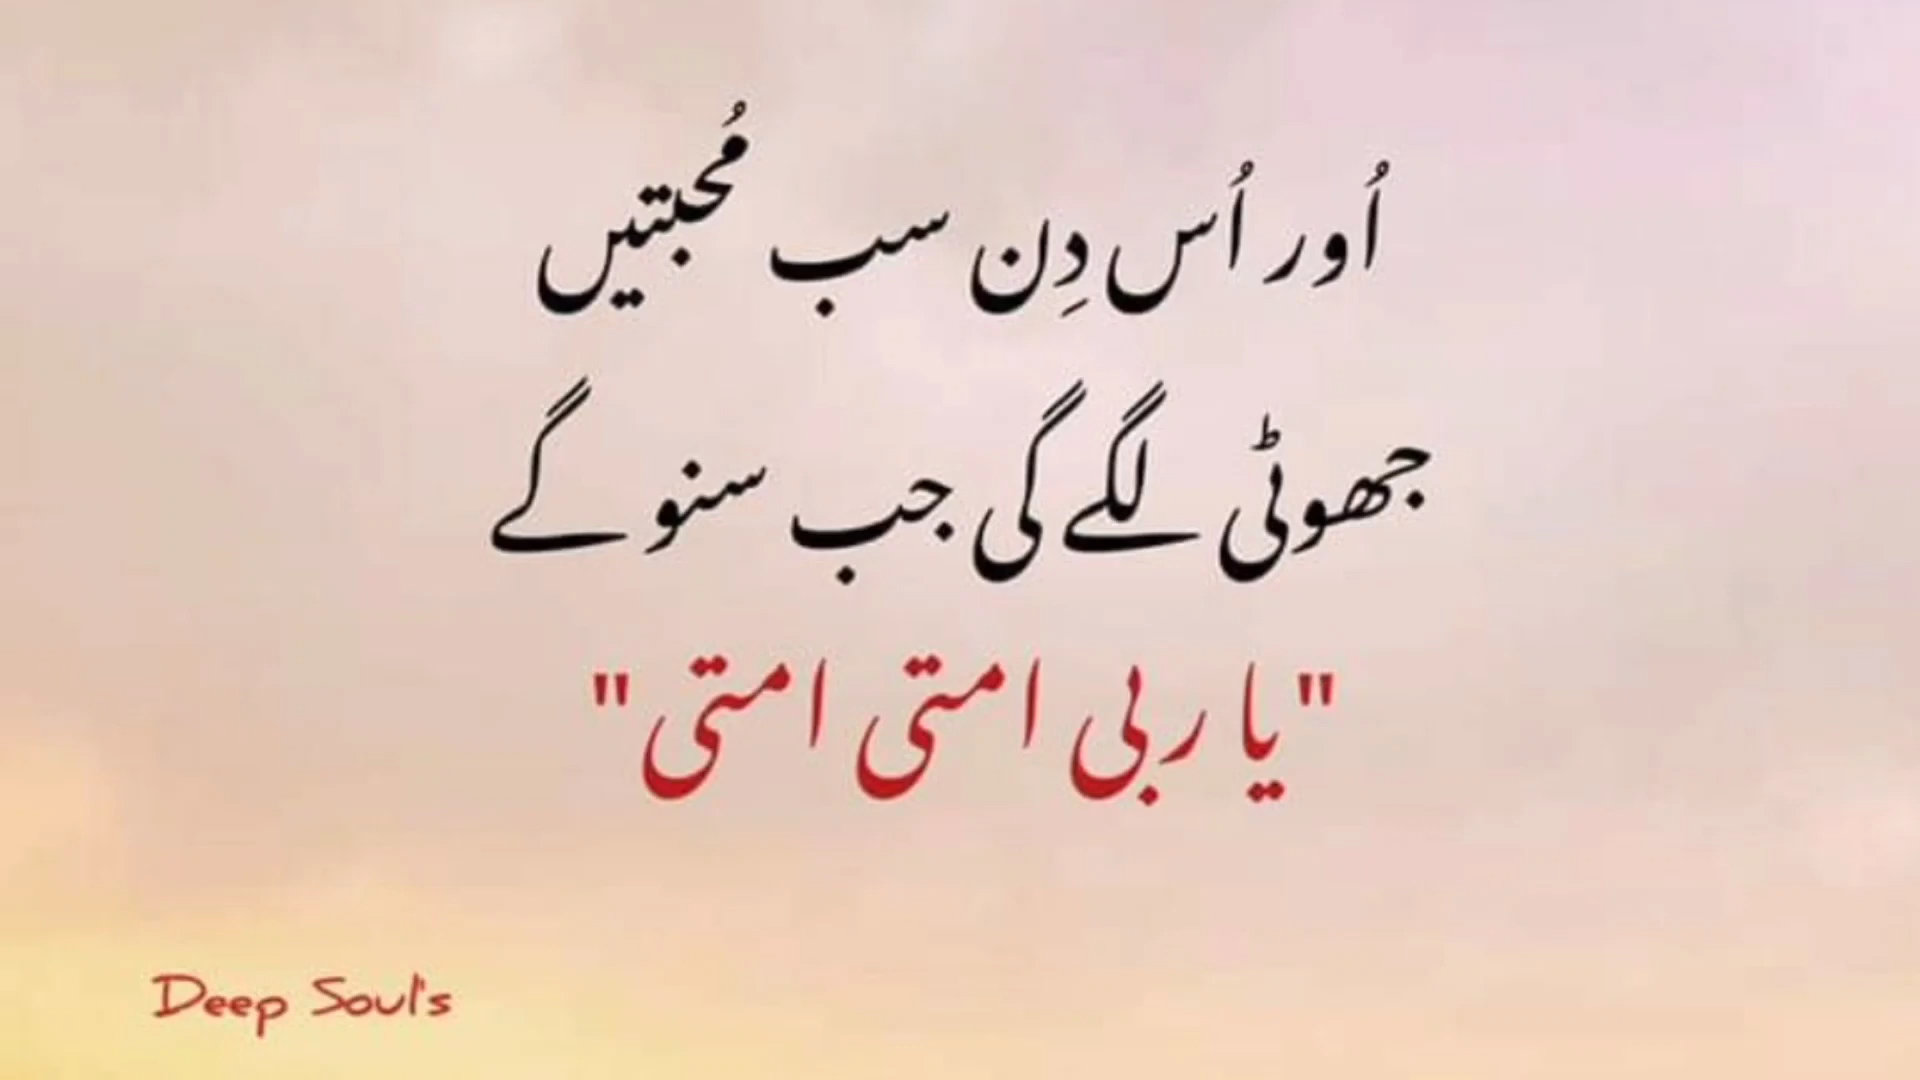 اُور اُس دِن سب مُحبتیں
جھوٹی لگے گی جب سنو گے
"یا ربی امتی امتی"
Deep Soul's